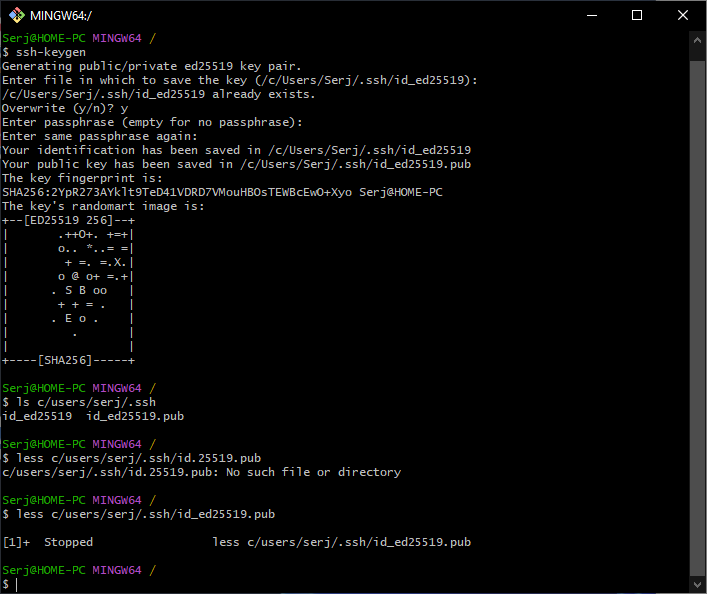 MINGW64:/
Serj@HOME-PC MINGW64 /
$ ssh-keygen
Generating public/private ed25519 key pair.
Enter file in which to save the key (/c/Users/Serj/.ssh/id_ed25519):
/c/Users/Serj/.ssh/id_ed25519 already exists.
Overwrite (y/n)? y
Enter passphrase (empty for no passphrase):
Enter same passphrase again:
Your identification has been saved in /c/Users/Serj/.ssh/id_ed25519
Your public key has been saved in /c/Users/Serj/.ssh/id_ed25519.pub
The key fingerprint is:
SHA256:2YpR273AYklt9TeD41VDRD7VMouHBOsTEWBcEwO+Xyo Serj@HOME-PC
The key's randomart image is:
+--[ED25519 256]--+
|       .++O+. +=+|
|       o.. *..= =|
|        + =. =.X.|
|       o @ o+ =.+|
|      . S B oo   |
|       + + = .   |
|      . E o .    |
|         .       |
|                 |
+----[SHA256]-----+
Serj@HOME-PC MINGW64 /
$ ls c/users/serj/.ssh
id_ed25519  id_ed25519.pub
Serj@HOME-PC MINGW64 /
$ less c/users/serj/.ssh/id.25519.pub
c/users/serj/.ssh/id.25519.pub: No such file or directory
Serj@HOME-PC MINGW64 /
$ less c/users/serj/.ssh/id_ed25519.pub
[1]+  Stopped                 less c/users/serj/.ssh/id_ed25519.pub
Serj@HOME-PC MINGW64 /
$